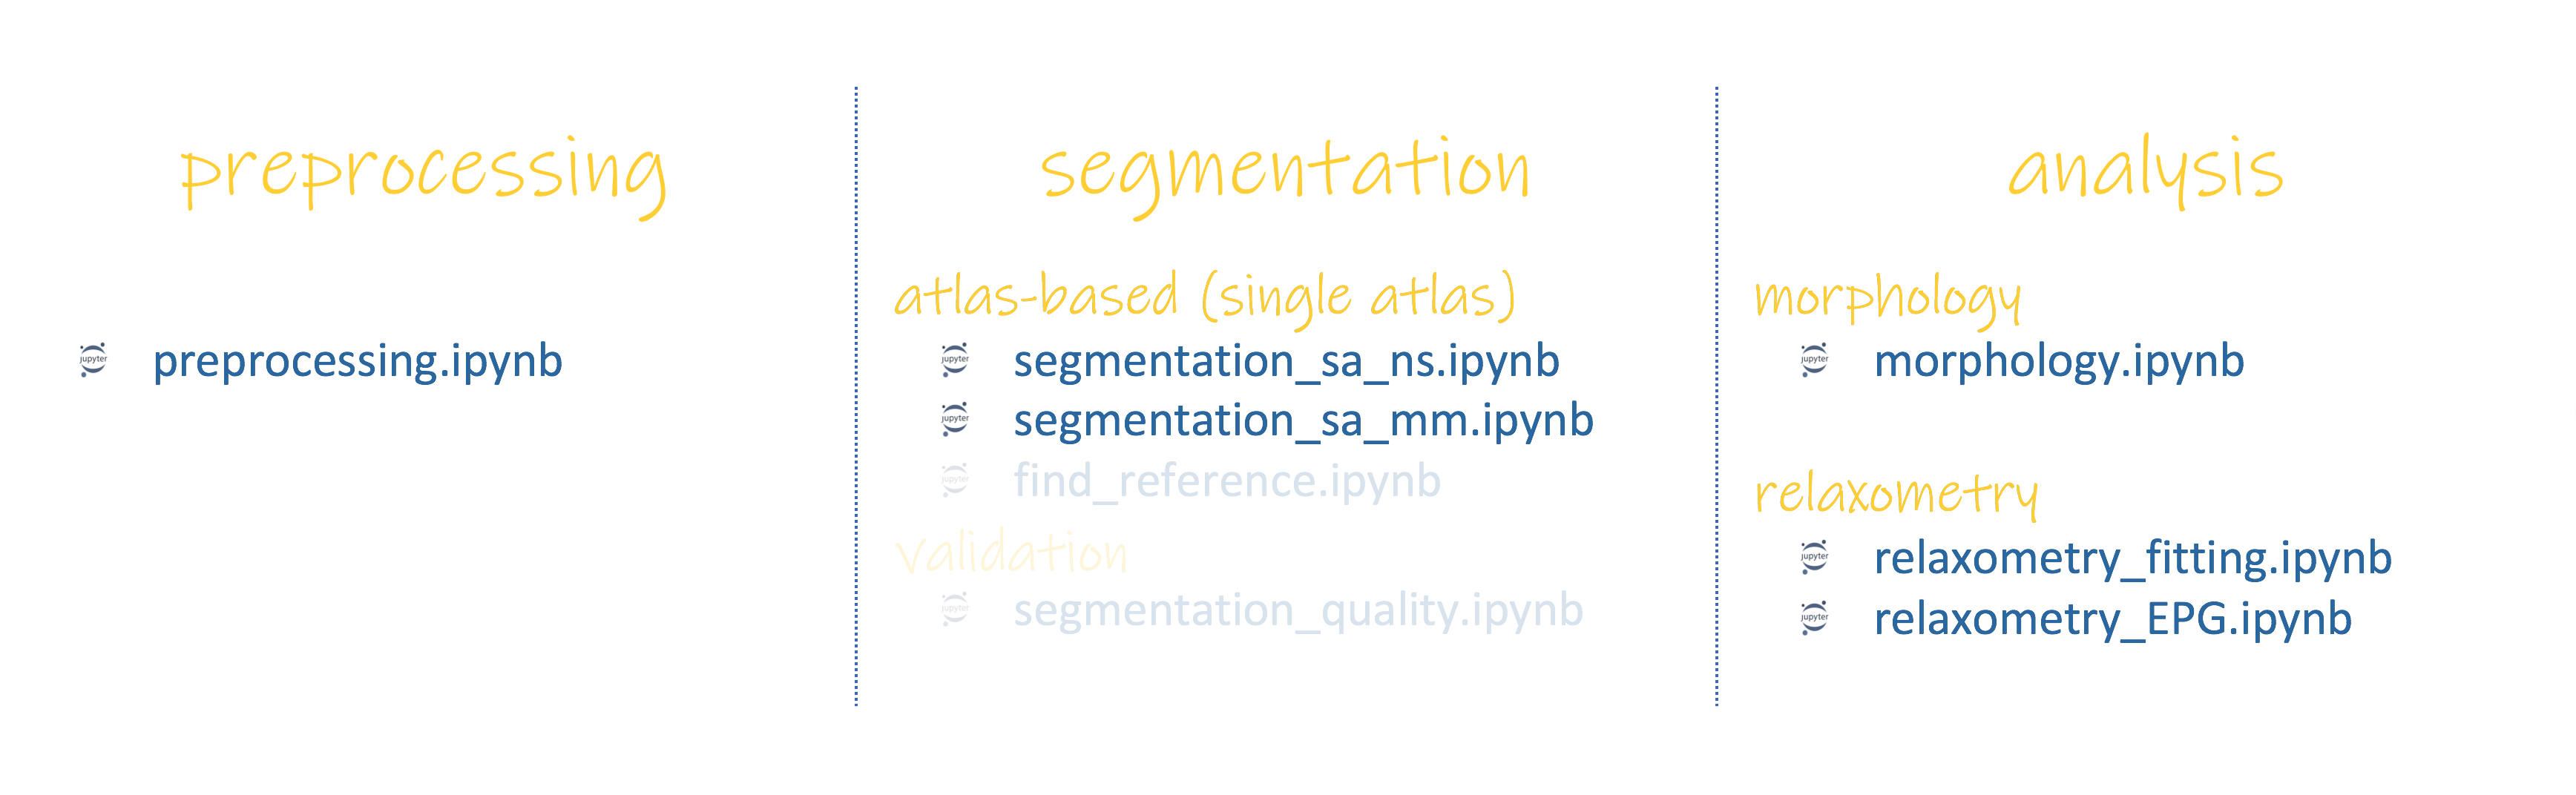 preprocessing
jupyter preprocessing.ipynb
segmentation
atlas-based (single atlas)
jupyter segmentation_sa_ns.ipynb
jupyter segmentation_sa_mm.ipynb
jupyter find_reference.ipynb
validation
jupyter segmentation_quality.ipynb
analysis
morphology
jupyter morphology.ipynb
relaxometry
jupyter relaxometry_fitting.ipynb
jupyter relaxometry_EPG.ipynb